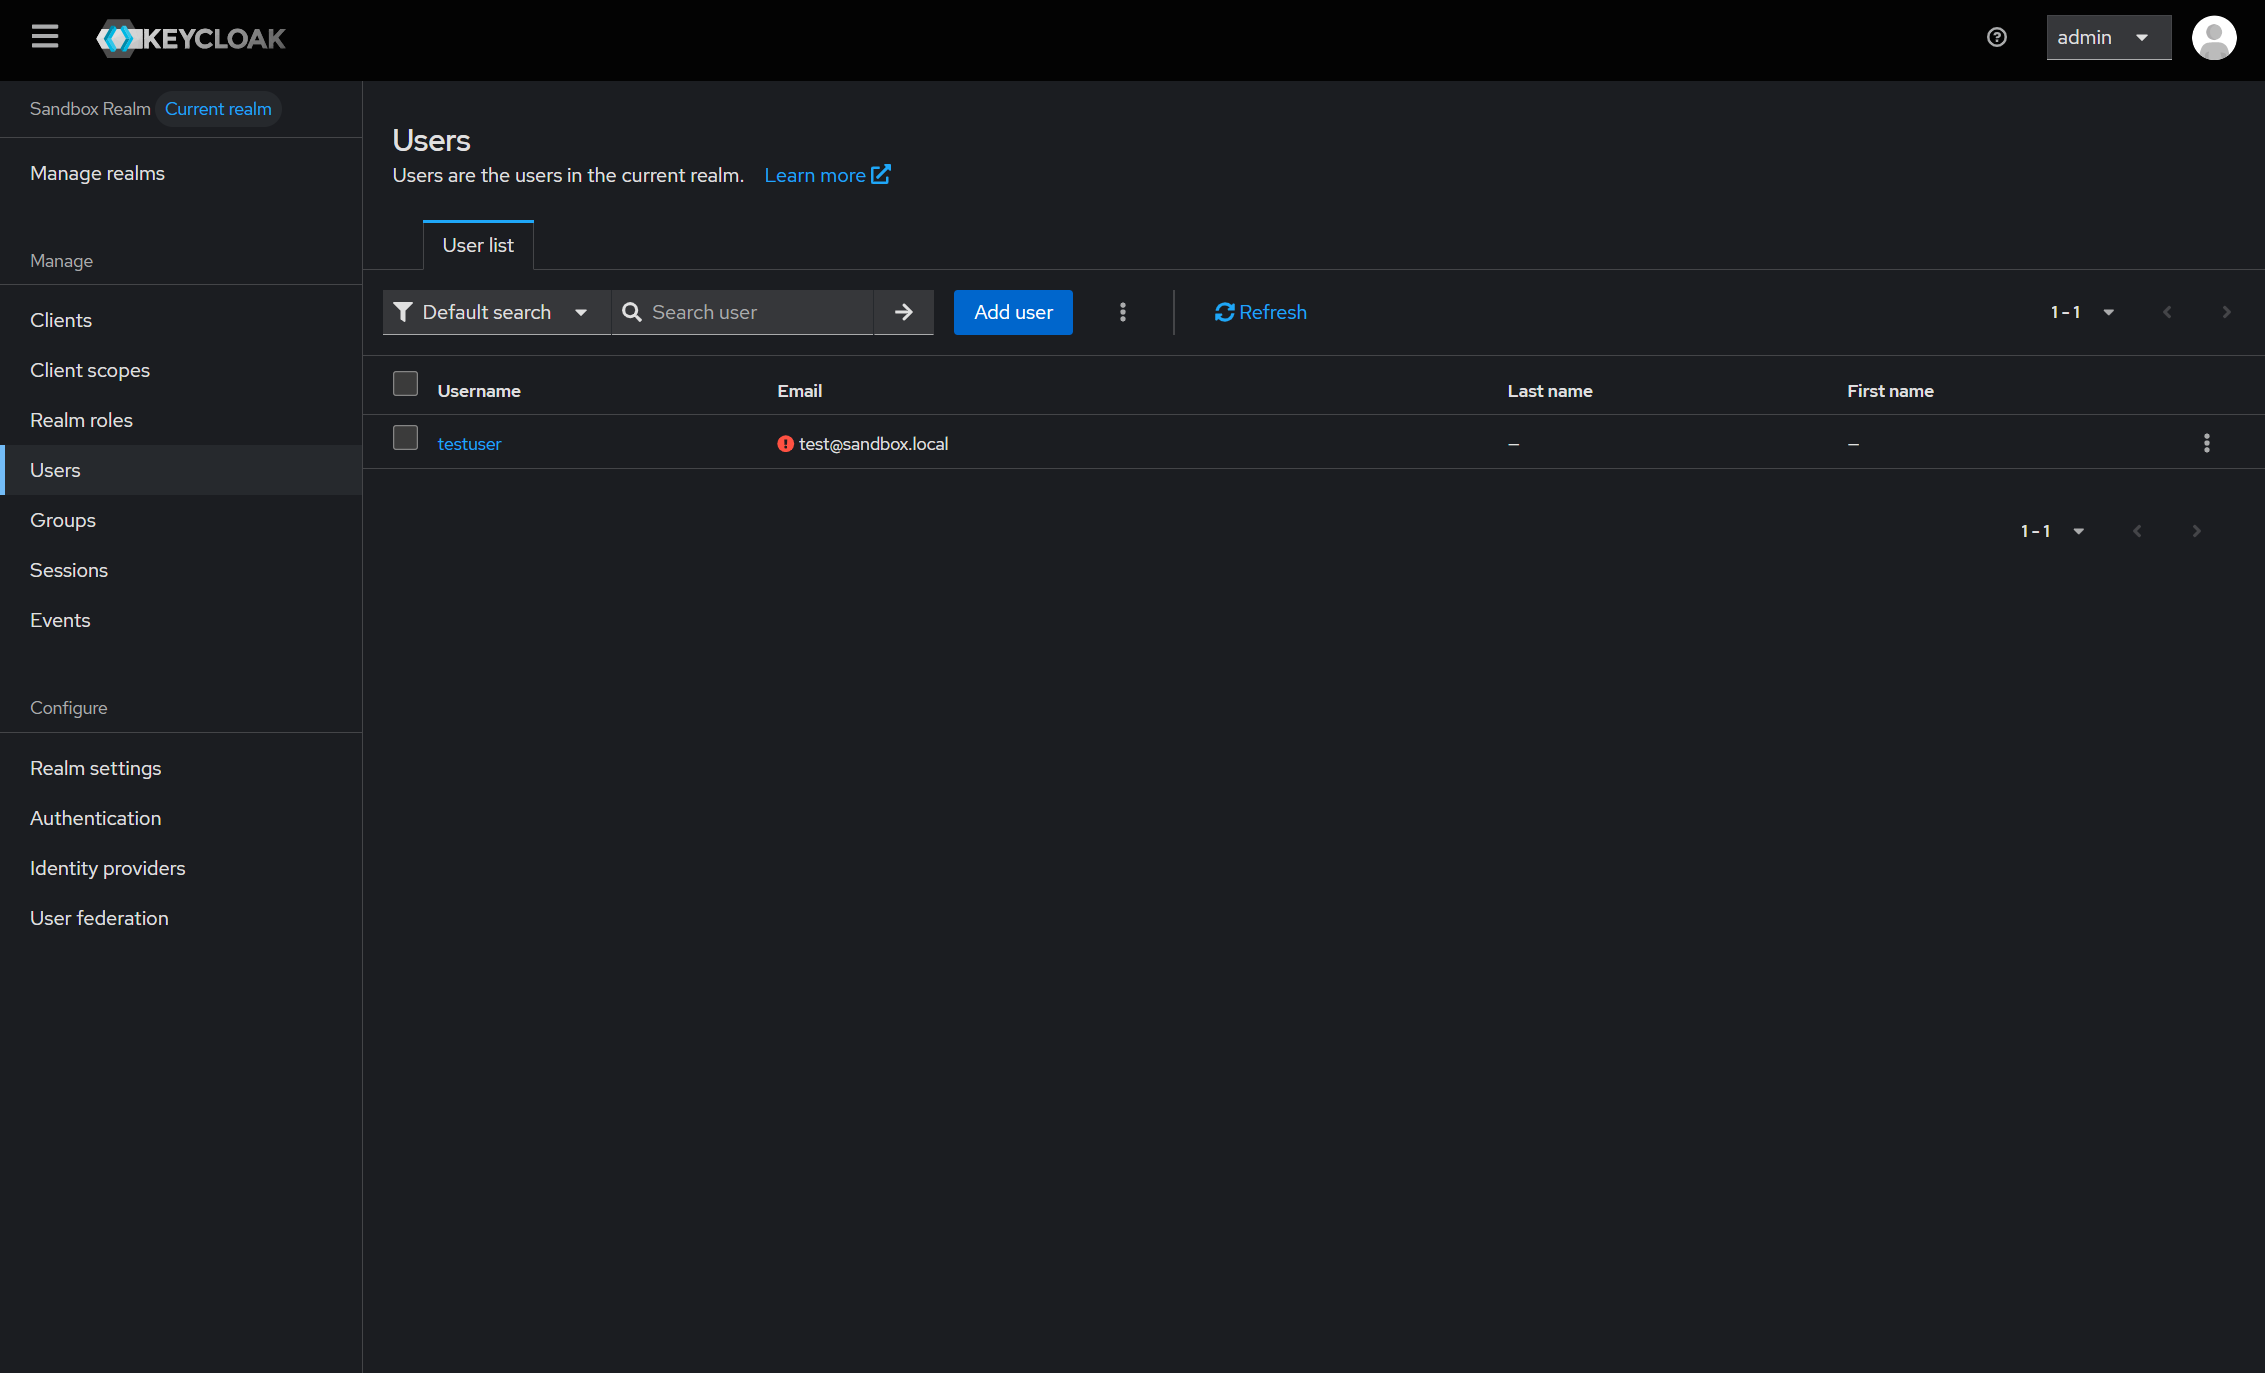 KEYCLOAK
admin
Sandbox Realm Current realm
Manage realms
Manage
Clients
Client scopes
Realm roles
Users
Groups
Sessions
Events
Configure
Realm settings
Authentication
Identity providers
User federation
Users
Users are the users in the current realm. Learn more
User list
Default search Search user Add user Refresh 1 - 1
Username Email Last name First name
testuser test@sandbox.local – –
1 - 1